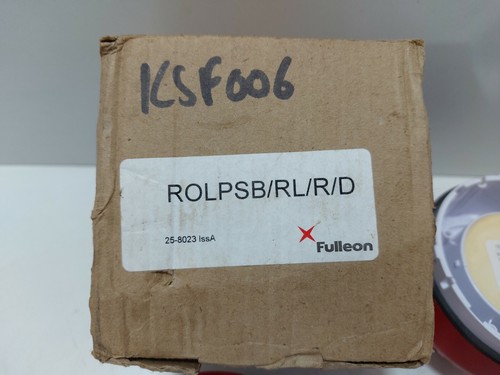 KSF006
ROLPSB/RL/R/D
25-8023 IssA
Fulleon